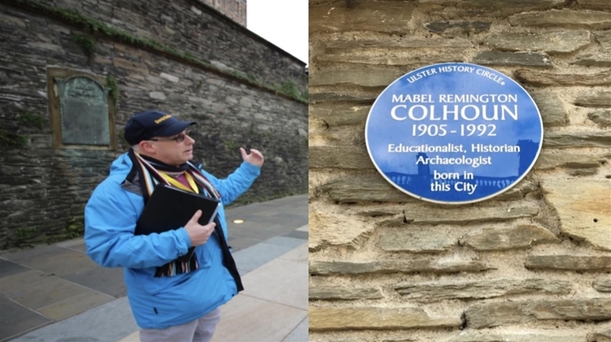 ULSTER HISTORY CIRCLE
MABEL REMINGTON
COLHOUN
1905-1992
Educationalist, Historian
Archaeologist
born in
this City